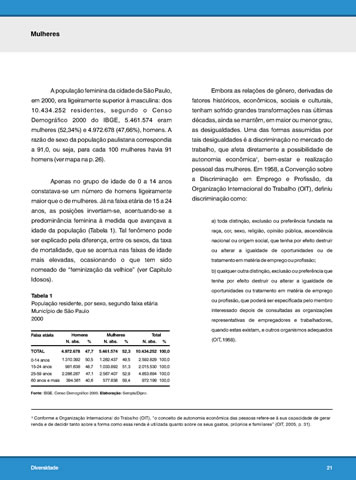 Mulheres
A população feminina da cidade de São Paulo,
em 2000, era ligeiramente superior à masculina: dos
10.434.252 residentes, segundo o Censo
Demográfico 2000 do IBGE, 5.461.574 eram
mulheres (52,34%) e 4.972.678 (47,66%), homens. A
razão de sexo da população paulistana correspondia
a 91,0, ou seja, para cada 100 mulheres havia 91
homens (ver mapa na p. 26).
Apenas no grupo de idade de 0 a 14 anos
constatava-se um número de homens ligeiramente
maior que o de mulheres. Já na faixa etária de 15 a 24
anos, as posições invertiam-se, acentuando-se a
predominância feminina à medida que avançava a
idade da população (Tabela 1). Tal fenômeno pode
ser explicado pela diferença, entre os sexos, da taxa
de mortalidade, que se acentua nas faixas de idade
mais elevadas, ocasionando o que tem sido
nomeado de “feminização da velhice” (ver Capítulo
Idosos).
Tabela 1
População residente, por sexo, segundo faixa etária
Município de São Paulo
2000
Faixa etária Homens Mulheres Total
N. abs. % N. abs. % N. abs. %
TOTAL 4.972.678 47,7 5.461.574 52,3 10.434.252 100,0
0-14 anos 1.310.392 50,5 1.282.437 49,5 2.592.829 100,0
15-24 anos 981.838 48,7 1.033.692 51,3 2.015.530 100,0
25-59 anos 2.286.267 47,1 2.567.407 52,9 4.853.694 100,0
60 anos e mais 394.361 40,6 577.838 59,4 972.199 100,0
Fonte: IBGE. Censo Demográfico 2000. Elaboração: Sempla/Dipro.
Embora as relações de gênero, derivadas de
fatores históricos, econômicos, sociais e culturais,
tenham sofrido grandes transformações nas últimas
décadas, ainda se mantêm, em maior ou menor grau,
as desigualdades. Uma das formas assumidas por
tais desigualdades é a discriminação no mercado de
trabalho, que afeta diretamente a possibilidade de
autonomia econômica¹, bem-estar e realização
pessoal das mulheres. Em 1958, a Convenção sobre
a Discriminação em Emprego e Profissão, da
Organização Internacional do Trabalho (OIT), definiu
discriminação como:
a) toda distinção, exclusão ou preferência fundada na
raça, cor, sexo, religião, opinião pública, ascendência
nacional ou origem social, que tenha por efeito destruir
ou alterar a igualdade de oportunidades ou de
tratamento em matéria de emprego ou profissão;
b) qualquer outra distinção, exclusão ou preferência que
tenha por efeito destruir ou alterar a igualdade de
oportunidades ou tratamento em matéria de emprego
ou profissão, que poderá ser especificada pelo membro
interessado depois de consultadas as organizações
representativas de empregadores e trabalhadores,
quando estas existam, e outros organismos adequados
(OIT,1958).
¹ Conforme a Organização Internacional do Trabalho (OIT), “o conceito de autonomia econômica das pessoas refere-se à sua capacidade de gerar
renda e de decidir tanto sobre a forma como essa renda é utilizada quanto sobre os seus gastos, próprios e familiares” (OIT, 2005, p. 31).
Diversidade 21